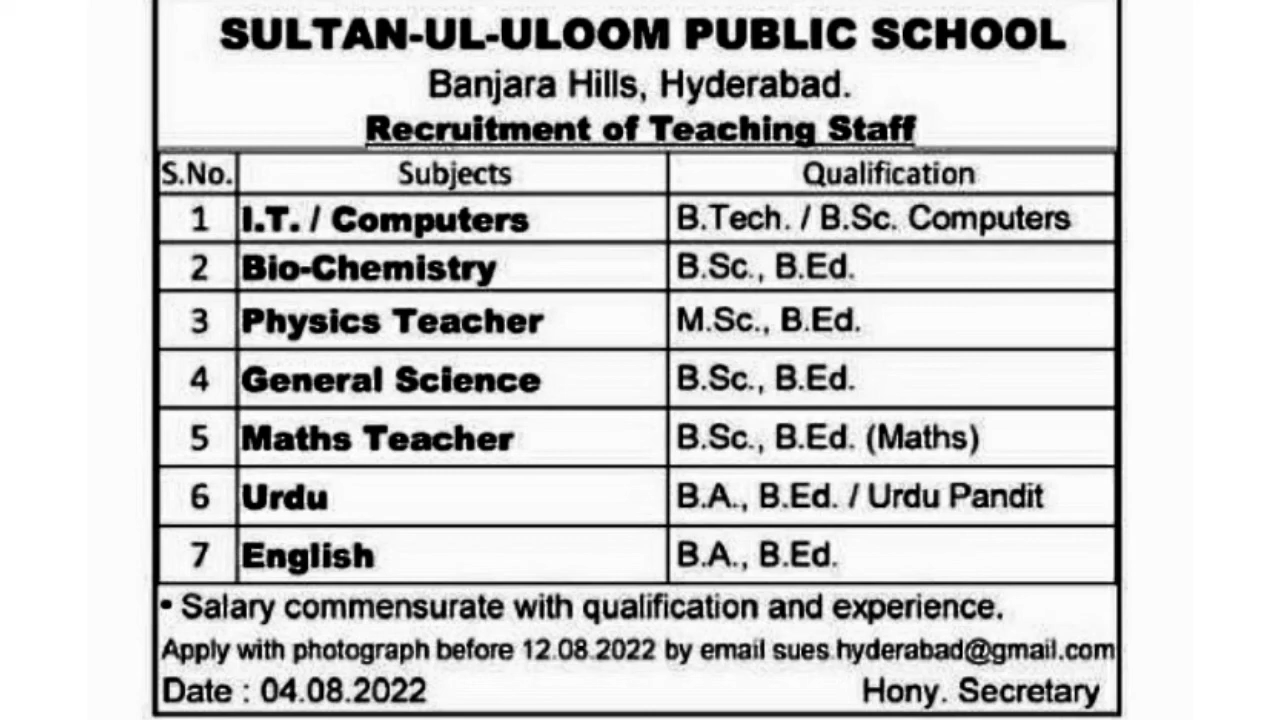 SULTAN-UL-ULOOM PUBLIC SCHOOL
Banjara Hills, Hyderabad.
Recruitment of Teaching Staff
S.No. Subjects Qualification
1 I.T. / Computers B.Tech. / B.Sc. Computers
2 Bio-Chemistry B.Sc., B.Ed.
3 Physics Teacher M.Sc., B.Ed.
4 General Science B.Sc., B.Ed.
5 Maths Teacher B.Sc., B.Ed. (Maths)
6 Urdu B.A., B.Ed. / Urdu Pandit
7 English B.A., B.Ed.
• Salary commensurate with qualification and experience.
Apply with photograph before 12.08.2022 by email sues.hyderabad@gmail.com
Date : 04.08.2022 Hony. Secretary